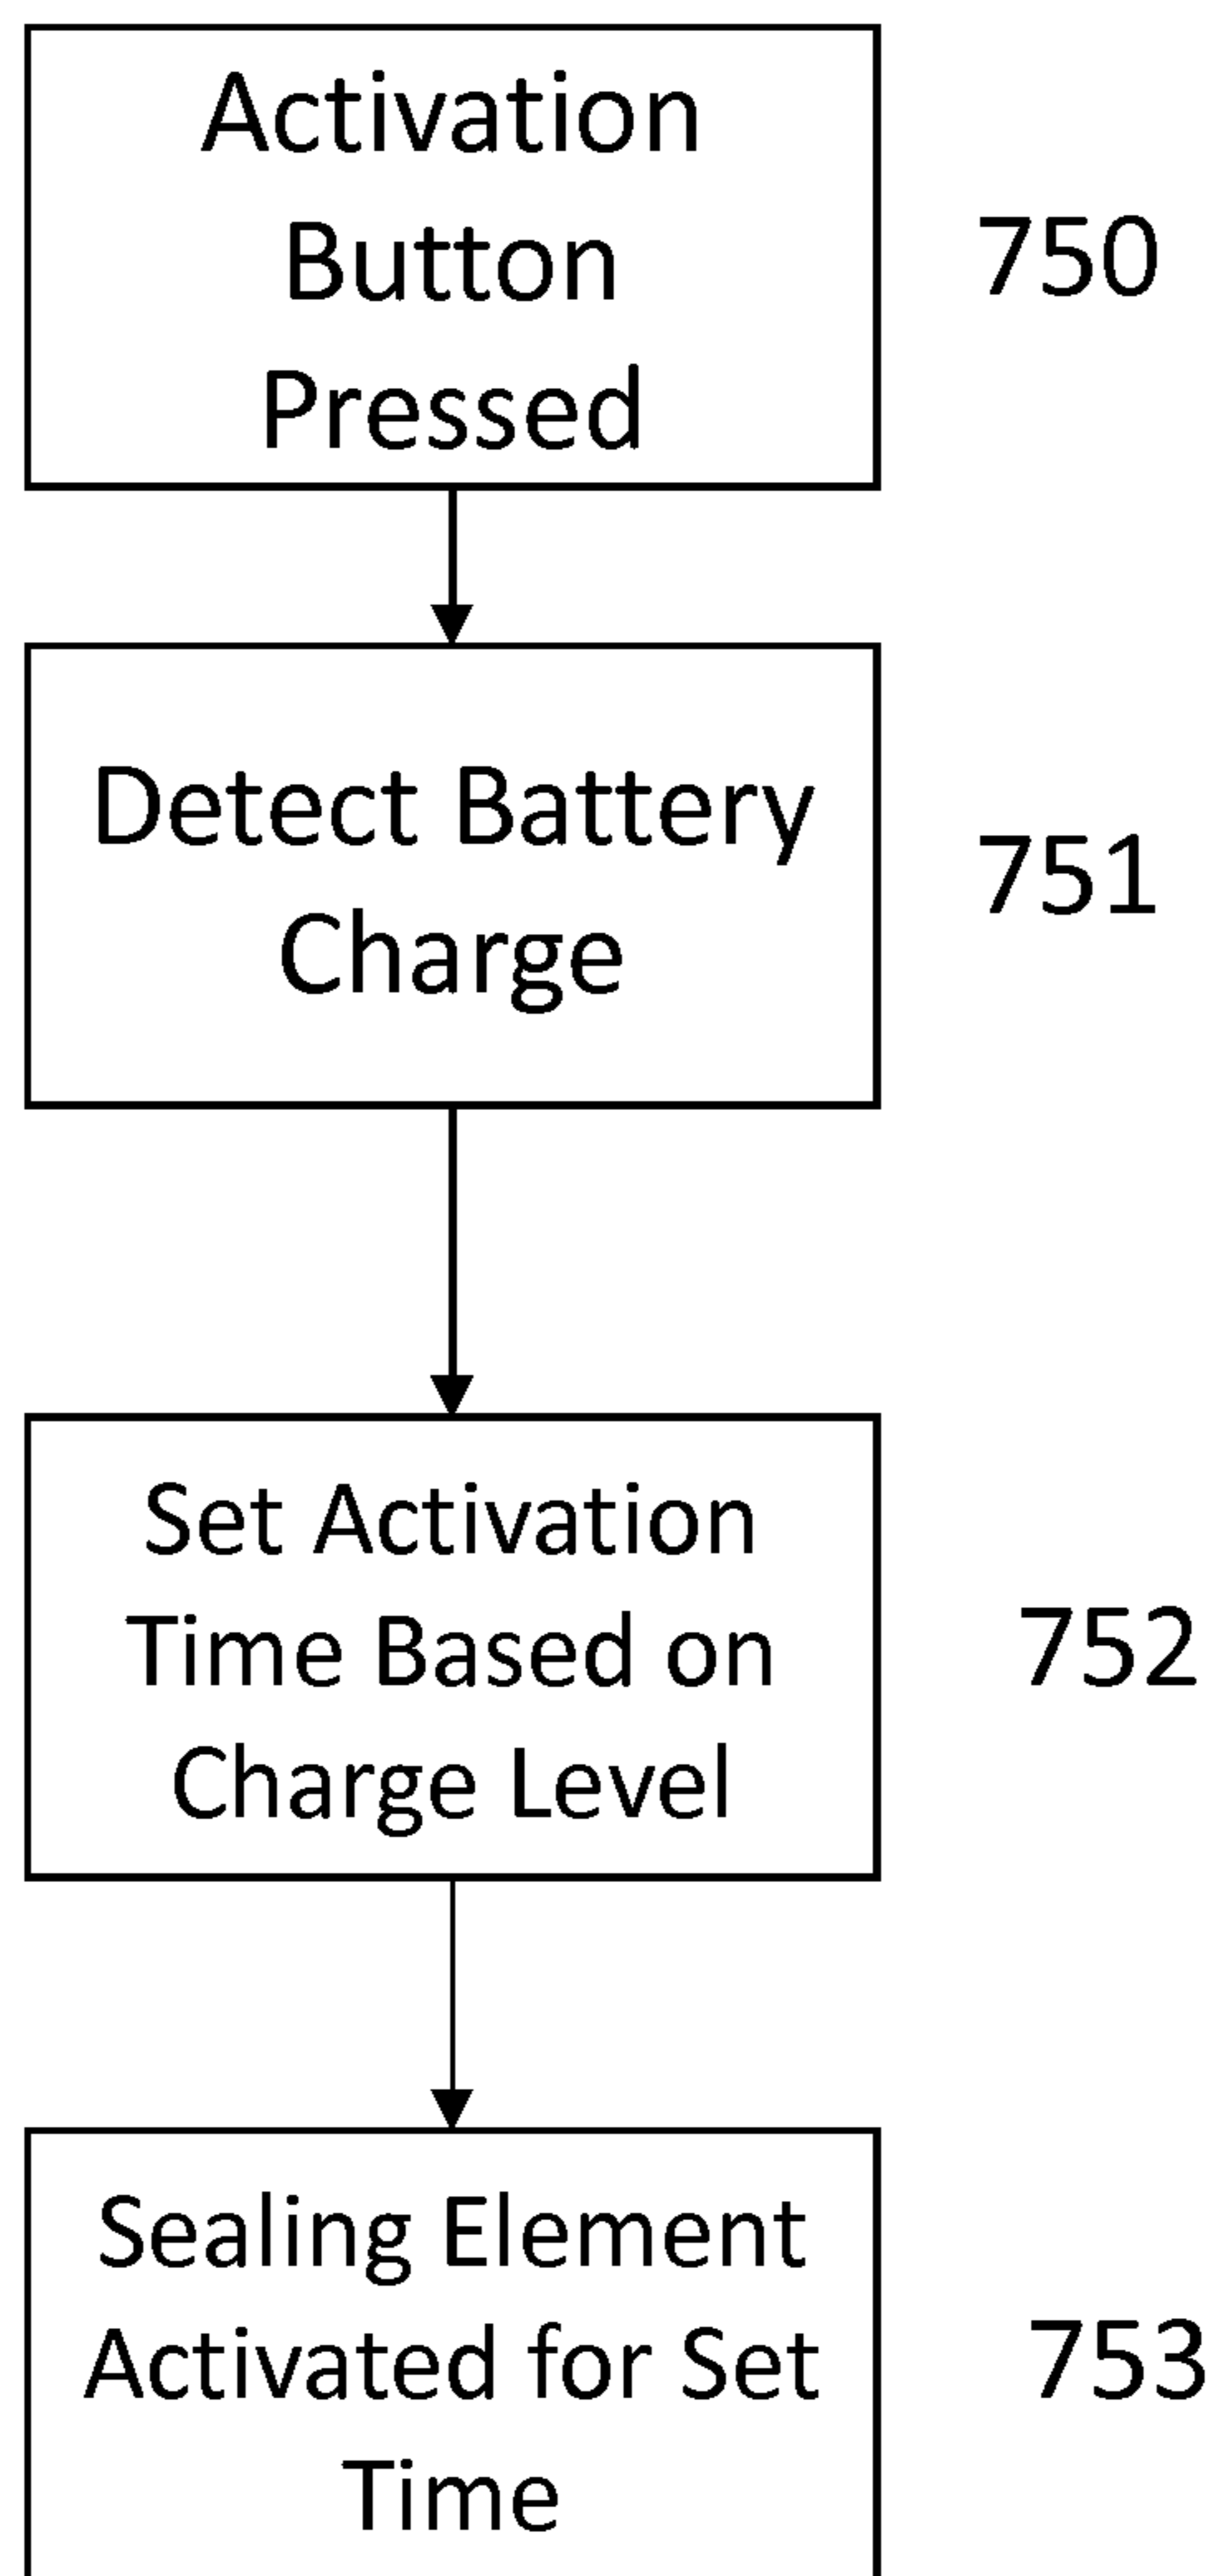 Activation
Button
Pressed
750
Detect Battery
Charge
751
Set Activation
Time Based on
Charge Level
752
Sealing Element
Activated for Set
Time
753